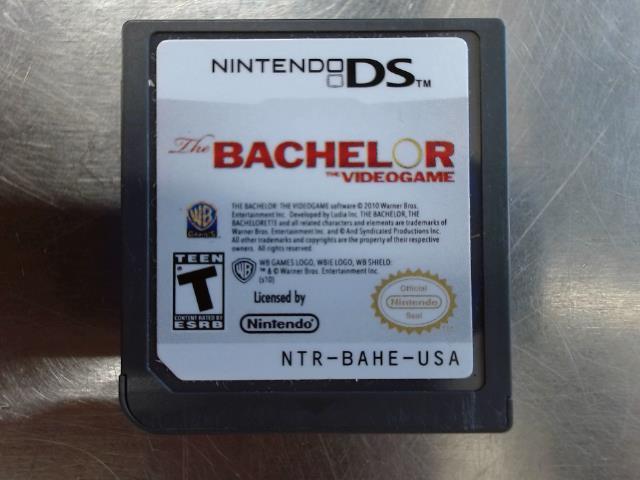 NINTENDO DS™
The BACHELOR
THE VIDEOGAME
WB
GAMES
THE BACHELOR: THE VIDEOGAME software © 2010 Warner Bros.
Entertainment Inc. Developed by Ludia Inc. THE BACHELOR, THE
BACHELORETTE and all related characters and elements are trademarks of
Warner Bros. Entertainment Inc. and © And Syndicated Productions Inc.
All other trademarks and copyrights are the property of their respective
owners. All rights reserved.
TEEN
T
CONTENT RATED BY
ESRB
WB
WB GAMES LOGO, WBIE LOGO, WB SHIELD:
™ & © Warner Bros. Entertainment Inc.
(s10)
Licensed by
Nintendo
Official
Nintendo
Seal
NTR-BAHE-USA